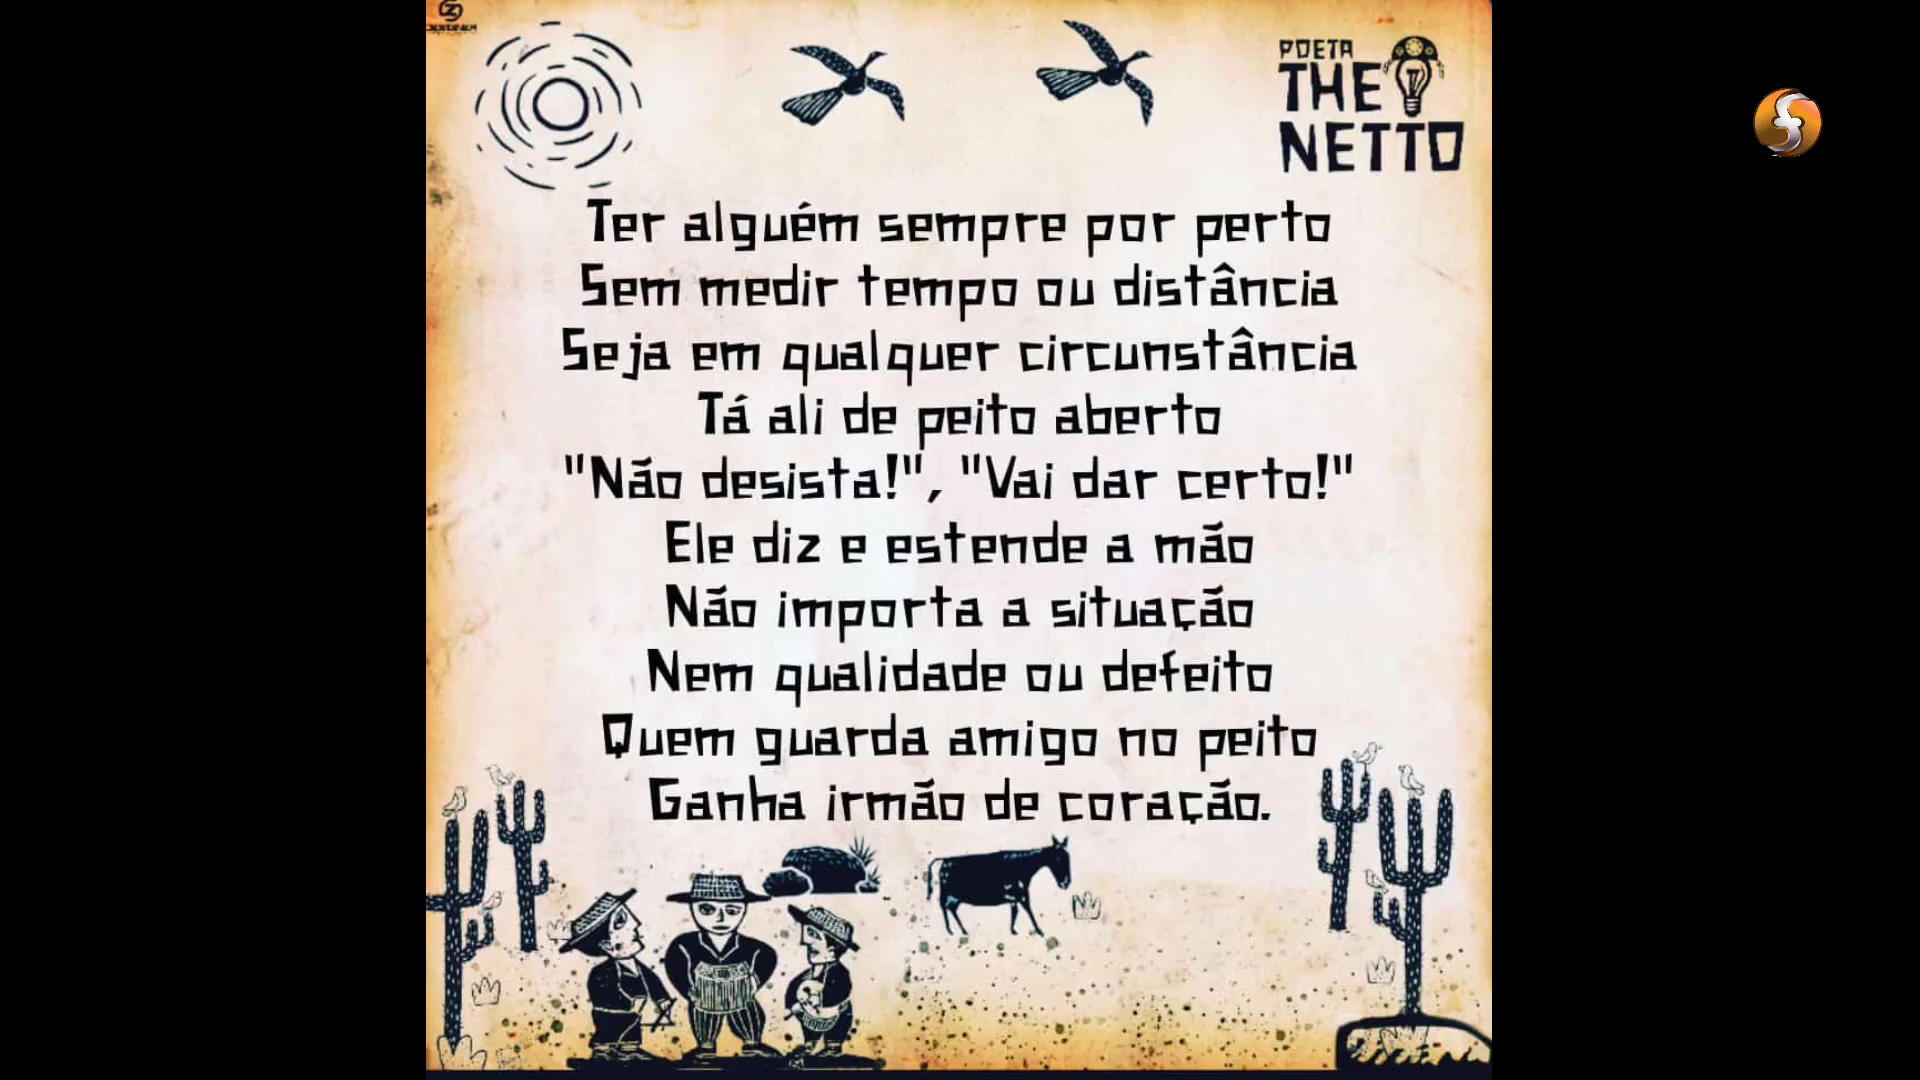 POETA
THE
NETTO
Ter alguém sempre por perto
Sem medir tempo ou distância
Seja em qualquer circunstância
Tá ali de peito aberto
"Não desista!", "Vai dar certo!"
Ele diz e estende a mão
Não importa a situação
Nem qualidade ou defeito
Quem guarda amigo no peito
Ganha irmão de coração.